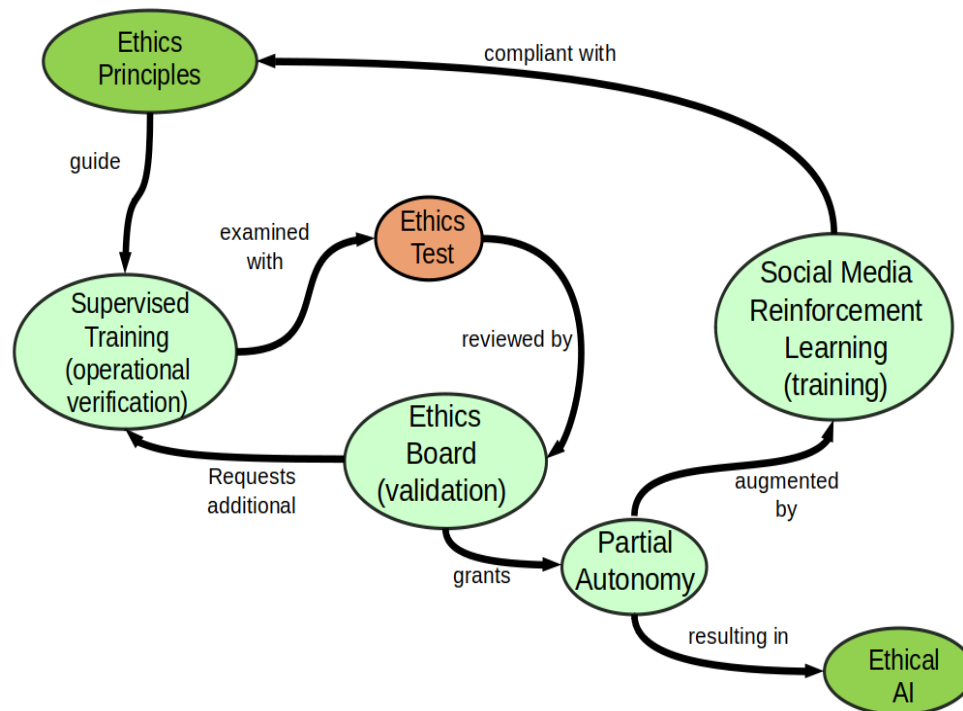 Ethics
Principles
compliant with
guide
examined
with
Ethics
Test
Social Media
Reinforcement
Learning
(training)
Supervised
Training
(operational
verification)
reviewed by
Ethics
Board
(validation)
Requests
additional
augmented
by
grants
Partial
Autonomy
resulting in
Ethical
AI